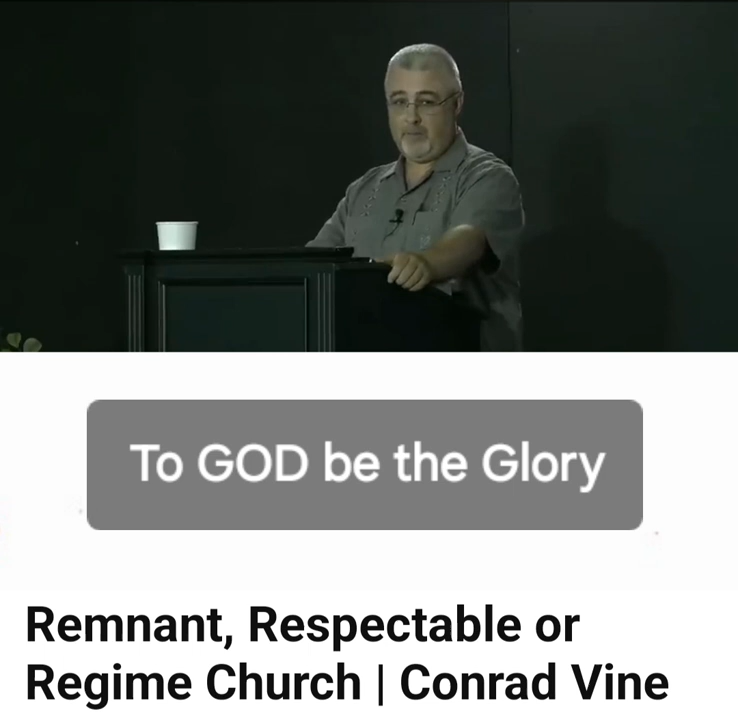 To GOD be the Glory
Remnant, Respectable or
Regime Church | Conrad Vine